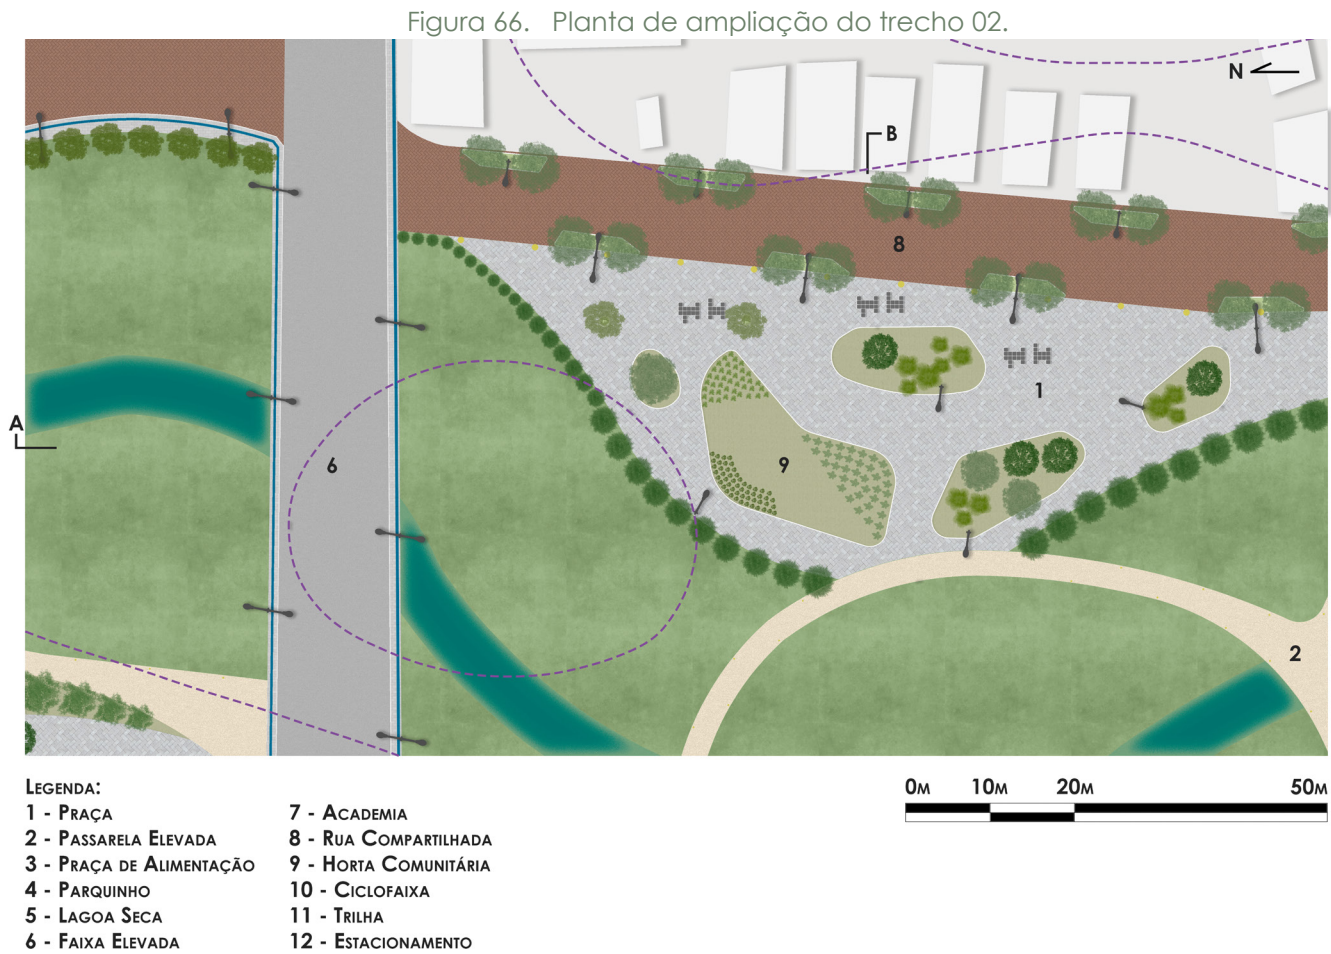 Figura 66. Planta de ampliação do trecho 02.
N
B
8
1
A
6
9
2
Legenda:
1 - Praça
2 - Passarela Elevada
3 - Praça de Alimentação
4 - Parquinho
5 - Lagoa Seca
6 - Faixa Elevada
7 - Academia
8 - Rua Compartilhada
9 - Horta Comunitária
10 - Ciclofaixa
11 - Trilha
12 - Estacionamento
0m 10m 20m 50m